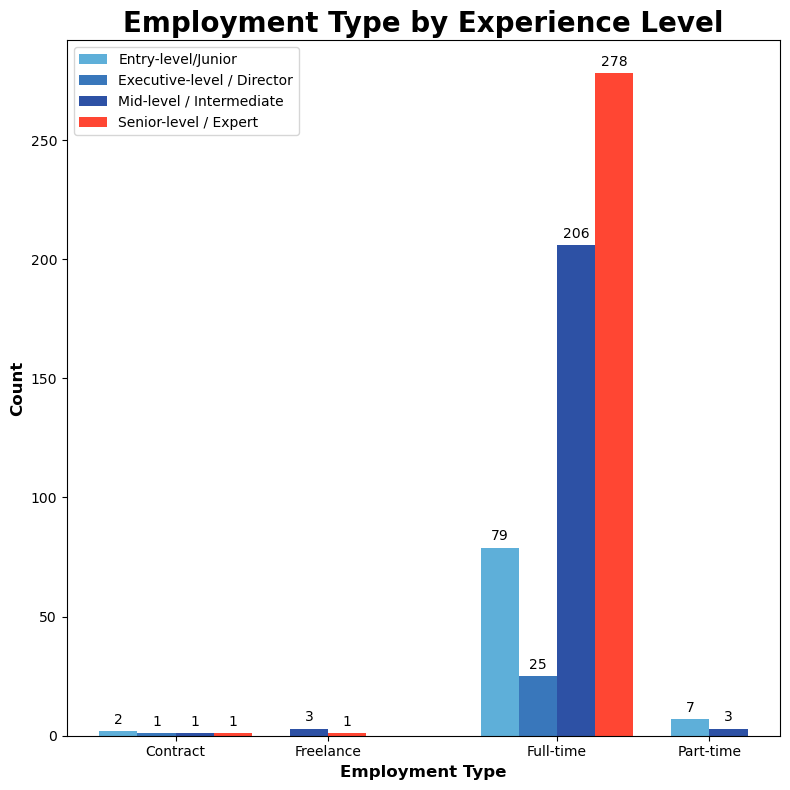 Employment Type by Experience Level
Entry-level/Junior
Executive-level / Director
Mid-level / Intermediate
Senior-level / Expert
278
250
206
200
150
100
79
50
25
2
1
1
1
3
1
7
3
0
Contract
Freelance
Full-time
Part-time
Count
Employment Type